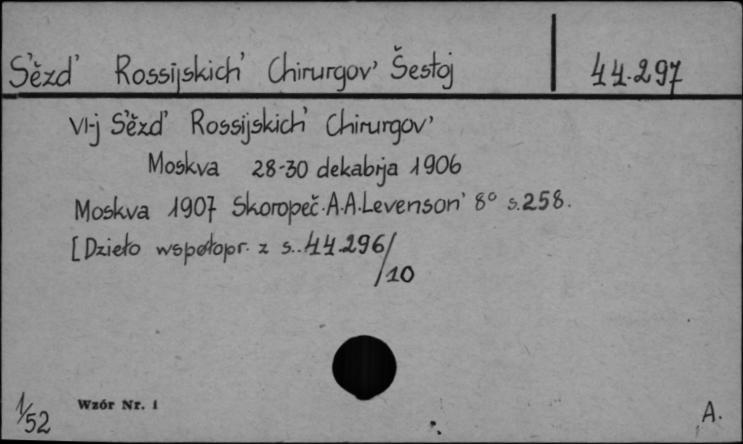 S'ězd' Rossijskich' Chirurgov' Šestoj 44.297
VI-j S'ězd' Rossijskich' Chirurgov'
Moskva 28-30 dekabrja 1906
Moskva 1907 Skoropeč. A.A. Levenson' 8° s. 258.
[Dzieło współopr. z s.. 44.296/10
1/52 Wzór Nr. 1 A.